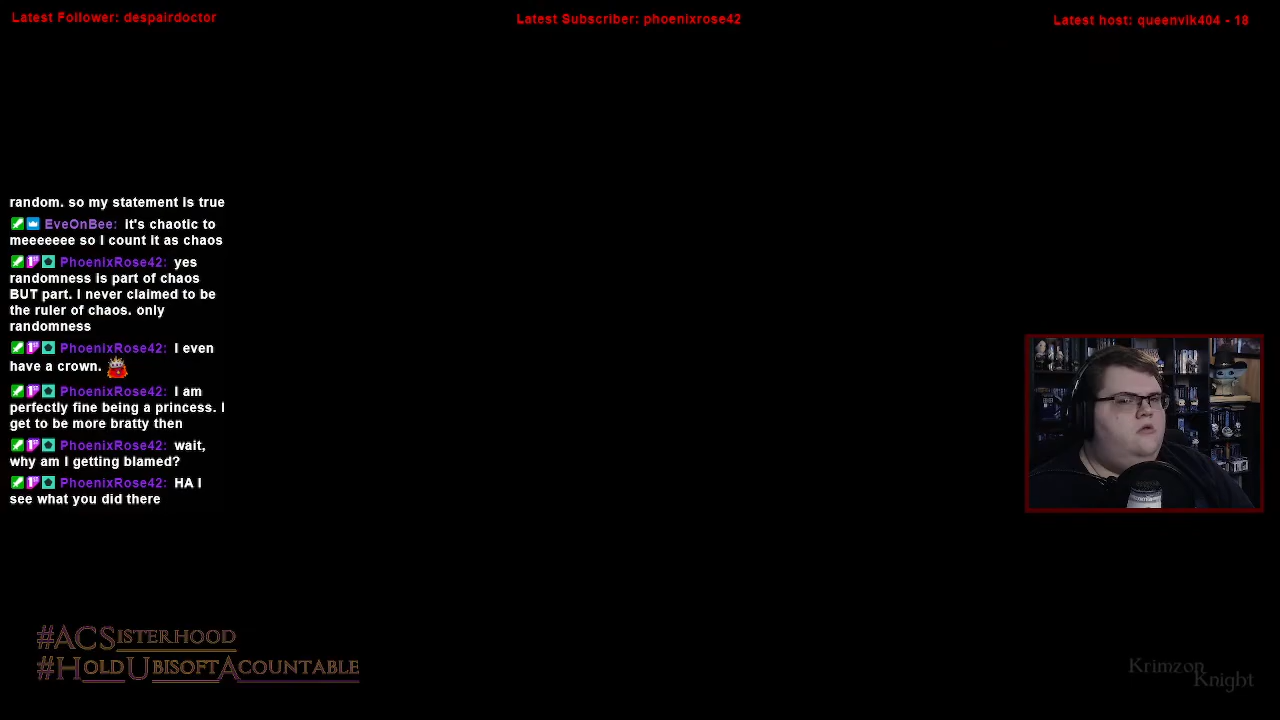 Latest Follower: despairdoctor
Latest Subscriber: phoenixrose42
Latest host: queenvik404 - 18
random. so my statement is true
EveOnBee: it's chaotic to
meeeeeee so I count it as chaos
PhoenixRose42: yes
randomness is part of chaos
BUT part. I never claimed to be
the ruler of chaos. only
randomness
PhoenixRose42: I even
have a crown.
PhoenixRose42: I am
perfectly fine being a princess. I
get to be more bratty then
PhoenixRose42: wait,
why am I getting blamed?
PhoenixRose42: HA I
see what you did there
#ACSisterhood
#HoldUbisoftAcountable
Krimzon
Knight